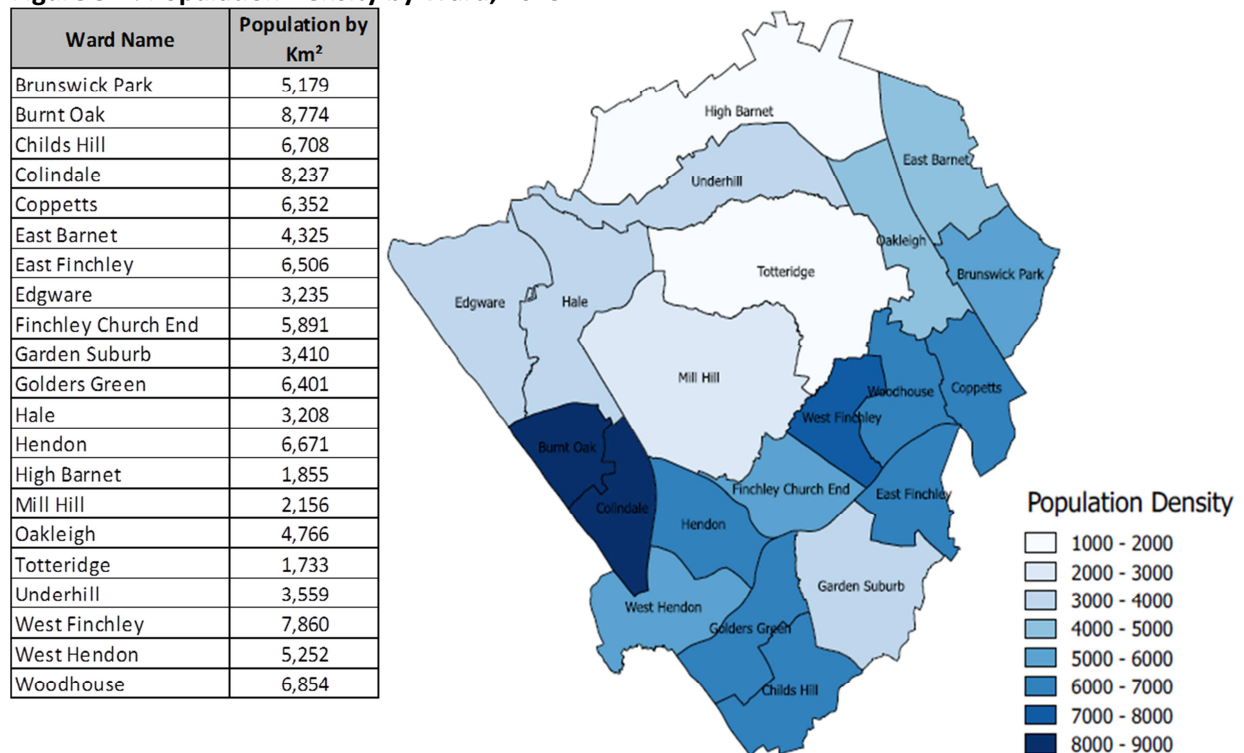 Ward Name
Population by
Km²
Brunswick Park 5,179
Burnt Oak 8,774
Childs Hill 6,708
Colindale 8,237
Coppetts 6,352
East Barnet 4,325
East Finchley 6,506
Edgware 3,235
Finchley Church End 5,891
Garden Suburb 3,410
Golders Green 6,401
Hale 3,208
Hendon 6,671
High Barnet 1,855
Mill Hill 2,156
Oakleigh 4,766
Totteridge 1,733
Underhill 3,559
West Finchley 7,860
West Hendon 5,252
Woodhouse 6,854
High Barnet
East Barnet
Underhill
Oakleigh
Totteridge
Brunswick Park
Edgware
Hale
Mill Hill
Woodhouse
Coppetts
West Finchley
Burnt Oak
Finchley Church End
East Finchley
Colindale
Hendon
Garden Suburb
West Hendon
Golders Green
Childs Hill
Population Density
1000 - 2000
2000 - 3000
3000 - 4000
4000 - 5000
5000 - 6000
6000 - 7000
7000 - 8000
8000 - 9000